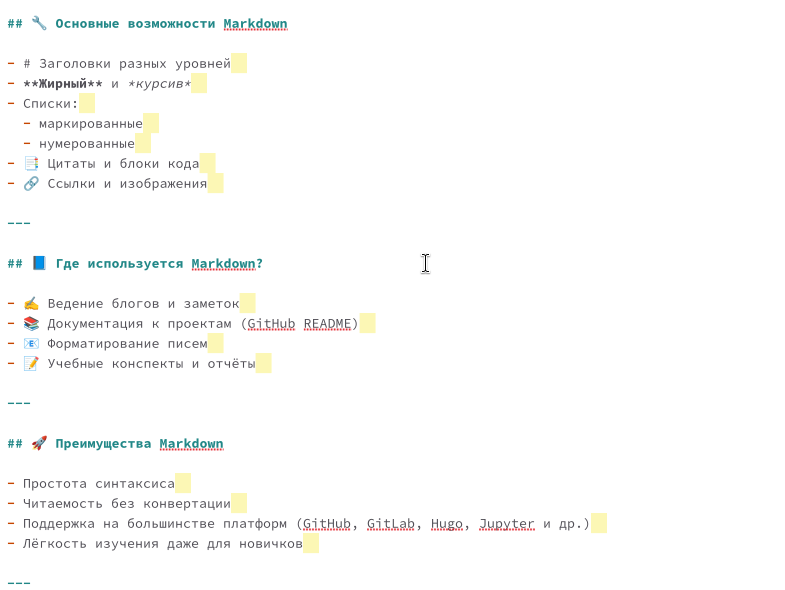 ## 🔧 Основные возможности Markdown
- # Заголовки разных уровней
- **Жирный** и *курсив*
- Списки:
  - маркированные
  - нумерованные
- 📑 Цитаты и блоки кода
- 🔗 Ссылки и изображения
---
## 📘 Где используется Markdown?
- ✍️ Ведение блогов и заметок
- 📚 Документация к проектам (GitHub README)
- 📧 Форматирование писем
- 📝 Учебные конспекты и отчёты
---
## 🚀 Преимущества Markdown
- Простота синтаксиса
- Читаемость без конвертации
- Поддержка на большинстве платформ (GitHub, GitLab, Hugo, Jupyter и др.)
- Лёгкость изучения даже для новичков
---